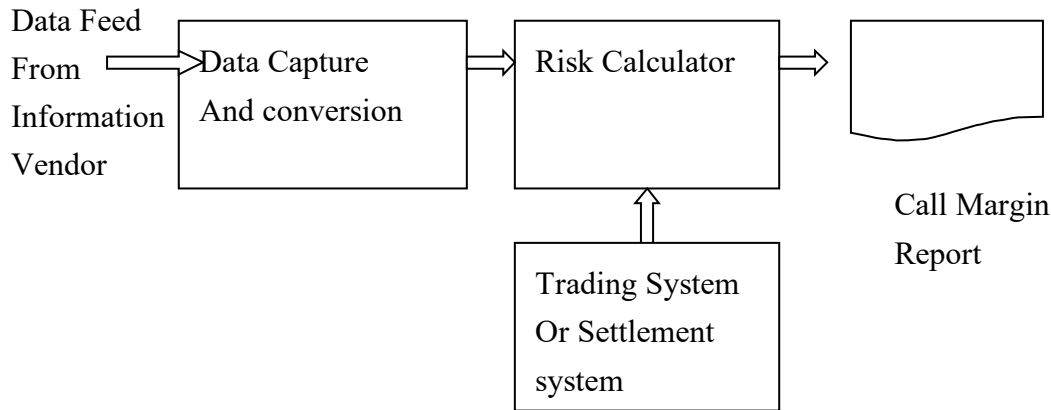 Data Feed
From
Information
Vendor
Data Capture
And conversion
Risk Calculator
Call Margin
Report
Trading System
Or Settlement
system